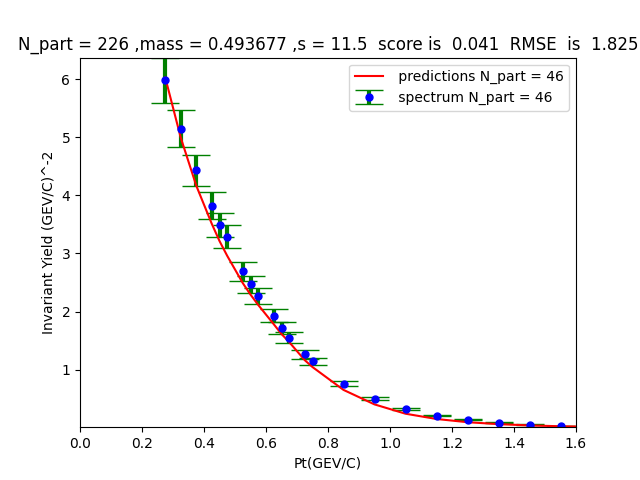 N_part = 226 ,mass = 0.493677 ,s = 11.5  score is  0.041  RMSE  is  1.825
predictions N_part = 46
spectrum N_part = 46
Invariant Yield (GEV/C)^-2
6
5
4
3
2
1
0.0 0.2 0.4 0.6 0.8 1.0 1.2 1.4 1.6
Pt(GEV/C)